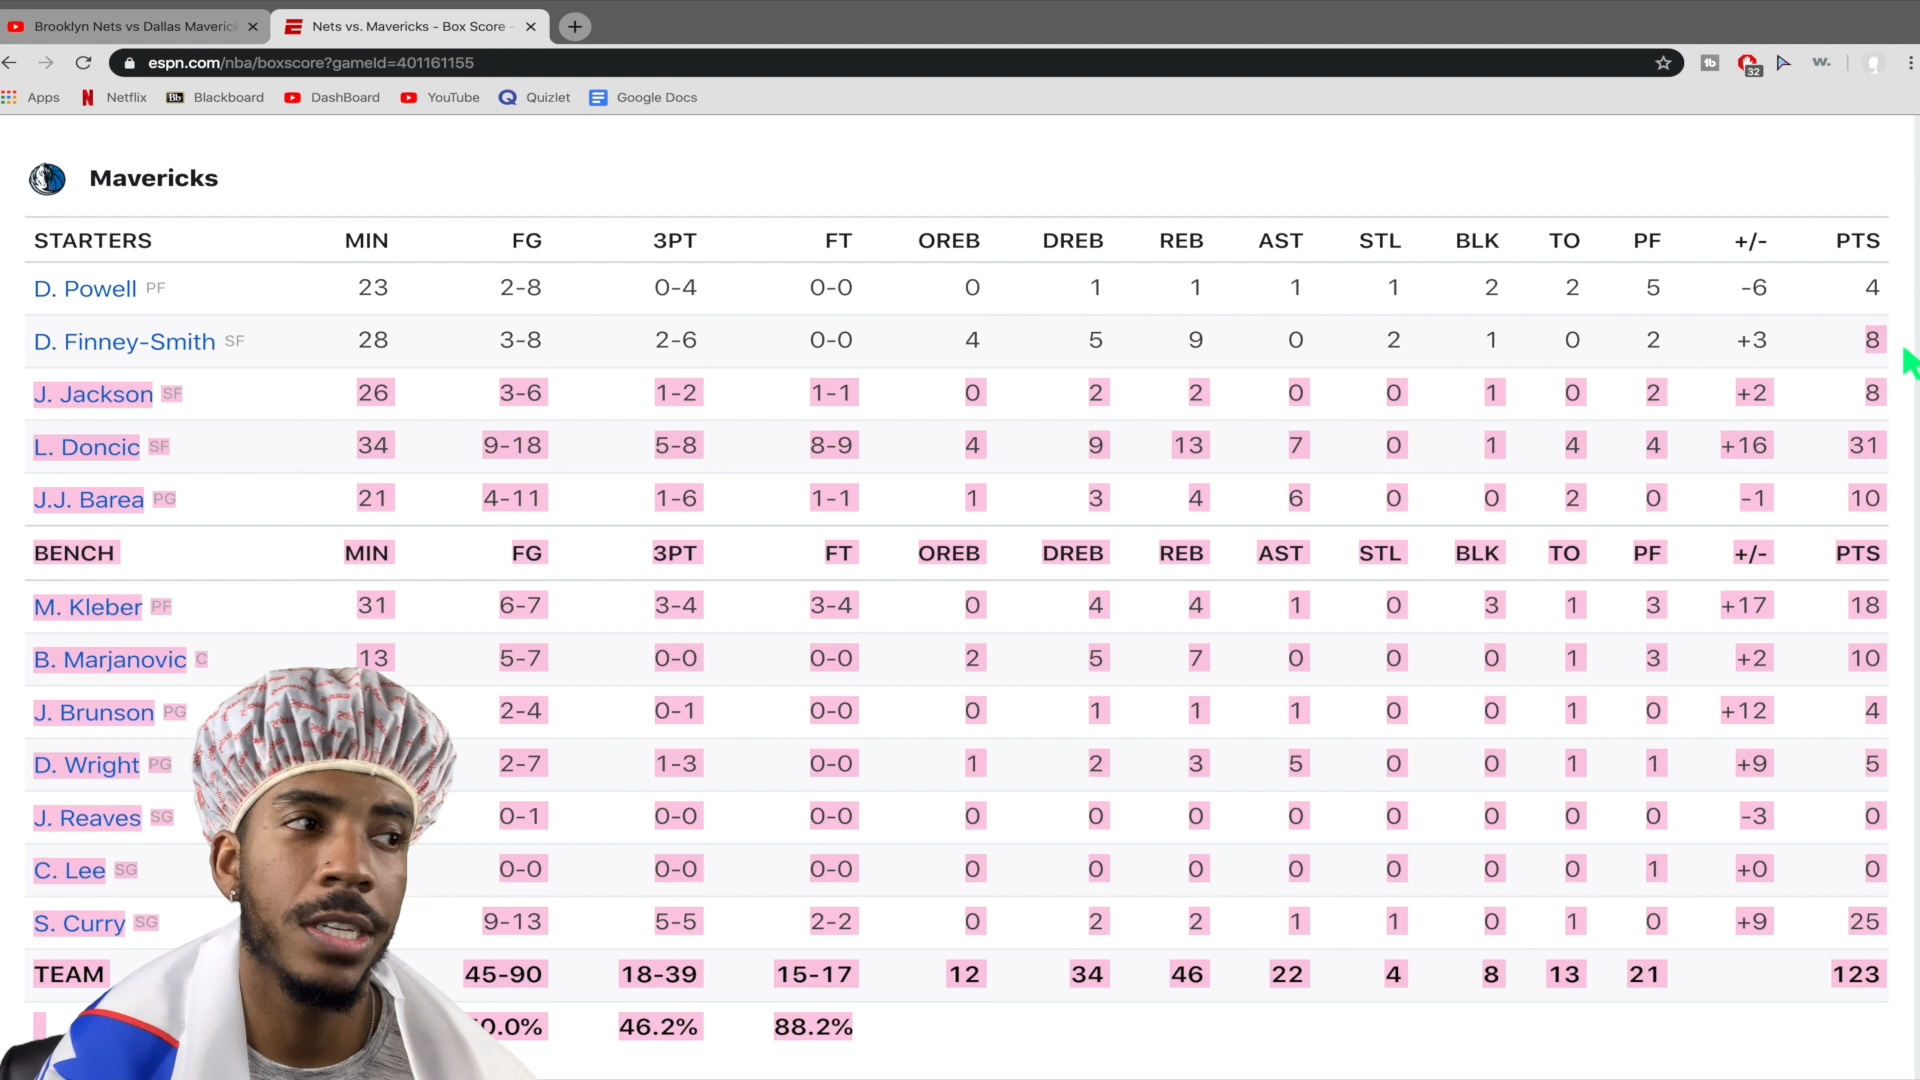 Brooklyn Nets vs Dallas Maveric
Nets vs. Mavericks - Box Score -
espn.com/nba/boxscore?gameId=401161155
tb 32 w.
Apps Netflix Bb Blackboard DashBoard YouTube Quizlet Google Docs
Mavericks
STARTERS MIN FG 3PT FT OREB DREB REB AST STL BLK TO PF +/- PTS
D. Powell PF 23 2-8 0-4 0-0 0 1 1 1 1 2 2 5 -6 4
D. Finney-Smith SF 28 3-8 2-6 0-0 4 5 9 0 2 1 0 2 +3 8
J. Jackson SF 26 3-6 1-2 1-1 0 2 2 0 0 1 0 2 +2 8
L. Doncic SF 34 9-18 5-8 8-9 4 9 13 7 0 1 4 4 +16 31
J.J. Barea PG 21 4-11 1-6 1-1 1 3 4 6 0 0 2 0 -1 10
BENCH MIN FG 3PT FT OREB DREB REB AST STL BLK TO PF +/- PTS
M. Kleber PF 31 6-7 3-4 3-4 0 4 4 1 0 3 1 3 +17 18
B. Marjanovic C 13 5-7 0-0 0-0 2 5 7 0 0 0 1 3 +2 10
J. Brunson PG 2-4 0-1 0-0 0 1 1 1 0 0 1 0 +12 4
D. Wright PG 2-7 1-3 0-0 1 2 3 5 0 0 1 1 +9 5
J. Reaves SG 0-1 0-0 0-0 0 0 0 0 0 0 0 0 -3 0
C. Lee SG 0-0 0-0 0-0 0 0 0 0 0 0 0 1 +0 0
S. Curry SG 9-13 5-5 2-2 0 2 2 1 1 0 1 0 +9 25
TEAM 45-90 18-39 15-17 12 34 46 22 4 8 13 21 123
0.0% 46.2% 88.2%